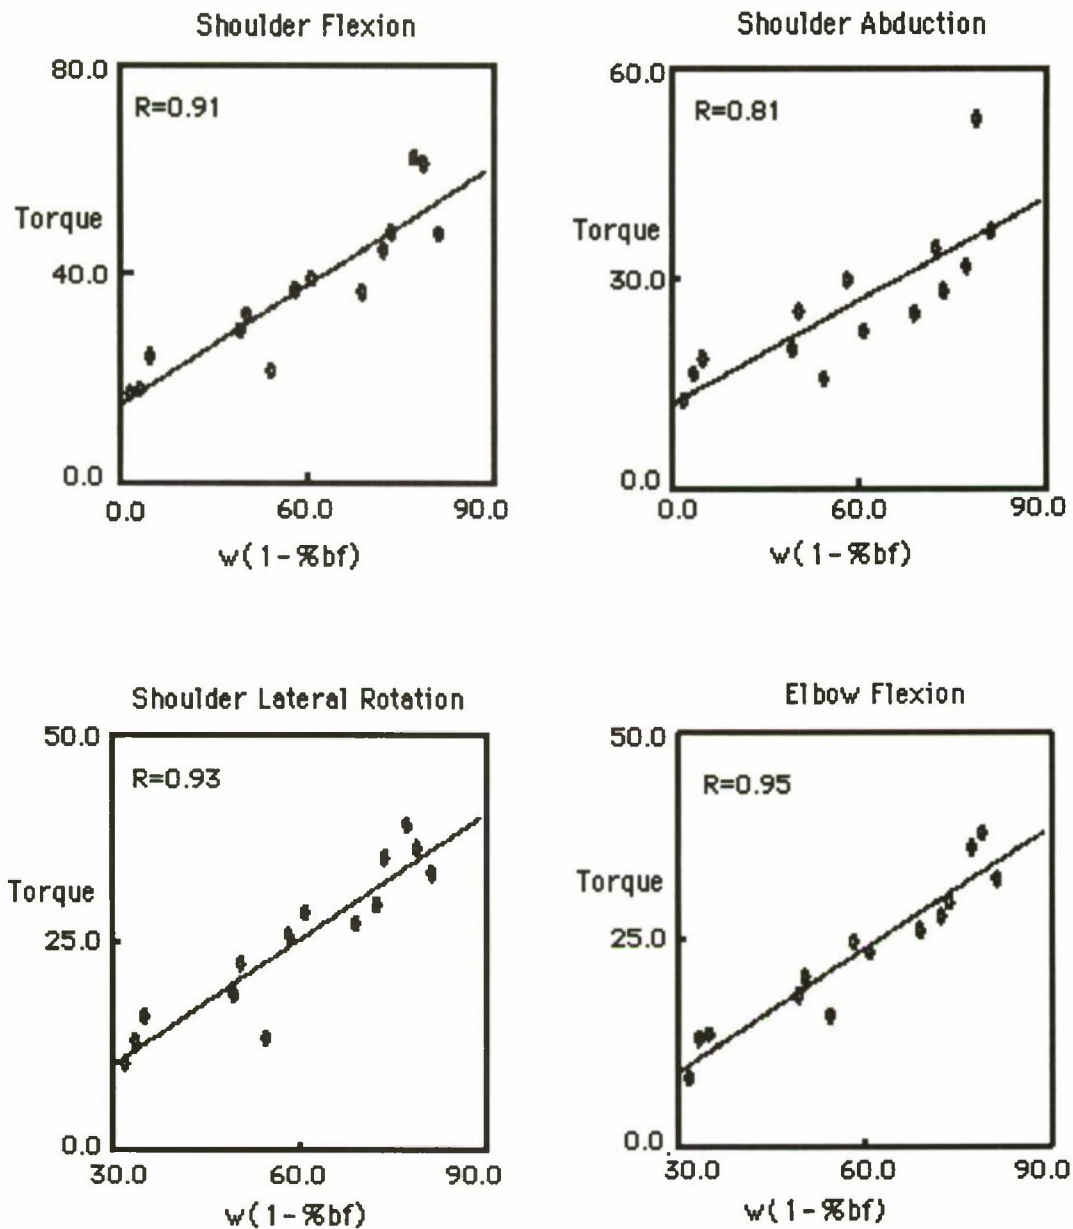 Shoulder Flexion
80.0
R=0.91
Torque
40.0
0.0
0.0 60.0 90.0
w(1-%bf)
Shoulder Abduction
60.0
R=0.81
Torque
30.0
0.0
0.0 60.0 90.0
w(1-%bf)
Shoulder Lateral Rotation
50.0
R=0.93
Torque
25.0
0.0
30.0 60.0 90.0
w(1-%bf)
Elbow Flexion
50.0
R=0.95
Torque
25.0
0.0
30.0 60.0 90.0
w(1-%bf)